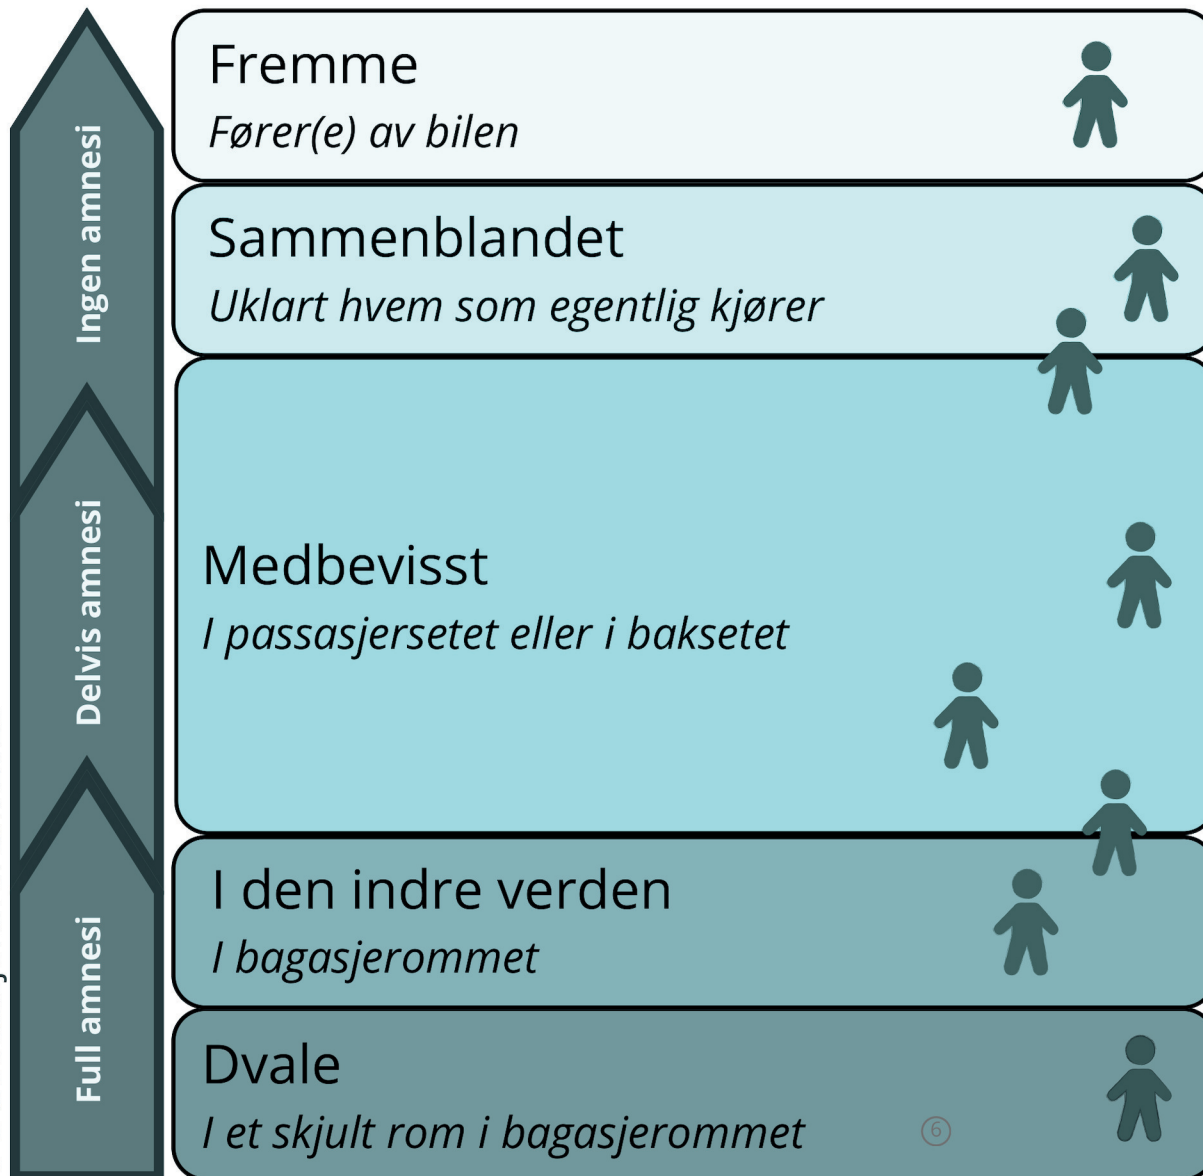 Fremme
Fører(e) av bilen
Sammenblandet
Uklart hvem som egentlig kjører
Medbevisst
I passasjersetet eller i baksetet
I den indre verden
I bagasjerommet
Dvale
I et skjult rom i bagasjerommet
6
Ingen amnesi
Delvis amnesi
Full amnesi